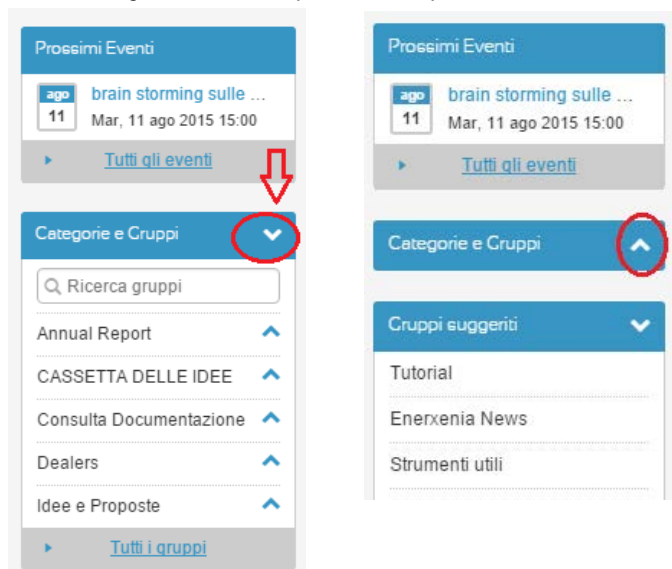 Prossimi Eventi
ago
11
brain storming sulle ...
Mar, 11 ago 2015 15:00
Tutti gli eventi
Categorie e Gruppi
Ricerca gruppi
Annual Report
CASSETTA DELLE IDEE
Consulta Documentazione
Dealers
Idee e Proposte
Tutti i gruppi
Prossimi Eventi
ago
11
brain storming sulle ...
Mar, 11 ago 2015 15:00
Tutti gli eventi
Categorie e Gruppi
Gruppi suggeriti
Tutorial
Enerxenia News
Strumenti utili